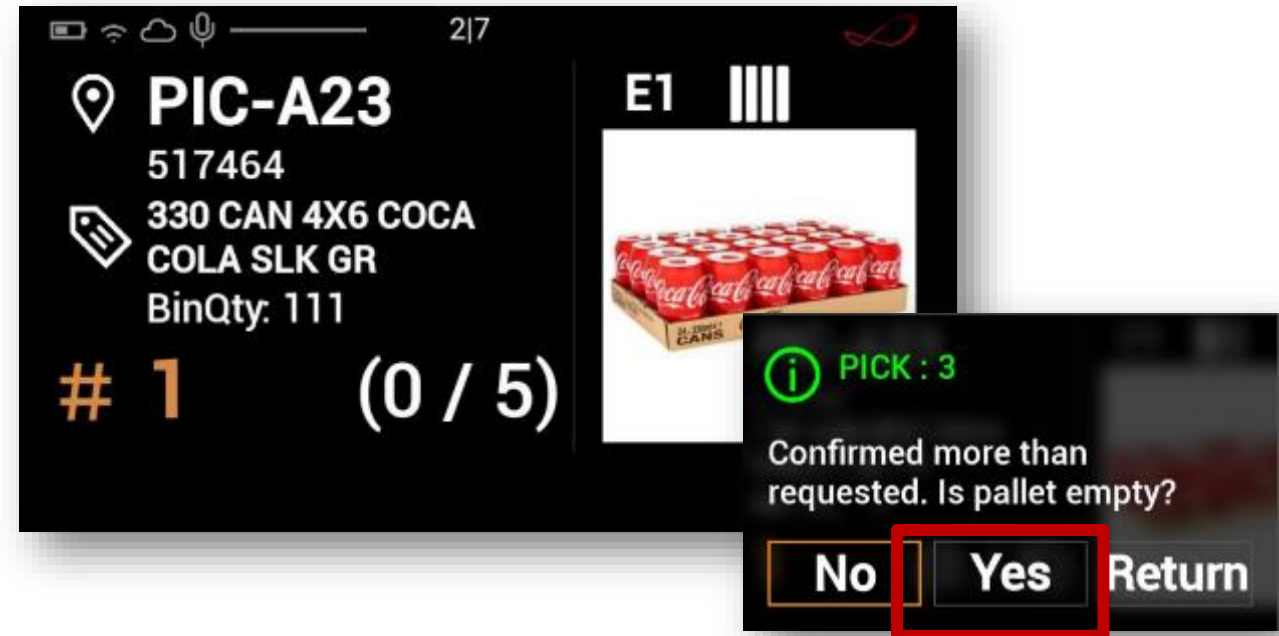 2|7
PIC-A23
517464
330 CAN 4X6 COCA
COLA SLK GR
BinQty: 111
# 1 (0 / 5)
E1
CANS
PICK : 3
Confirmed more than
requested. Is pallet empty?
No Yes Return